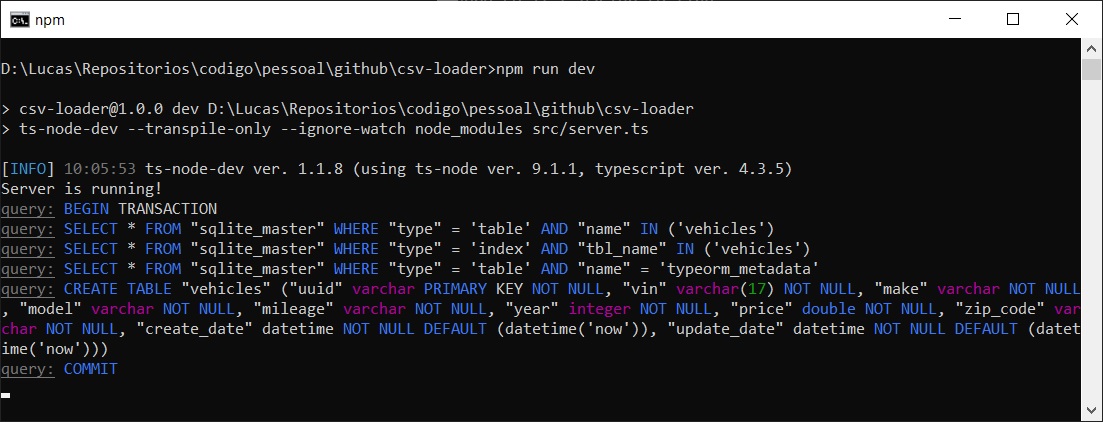 npm
D:\Lucas\Repositorios\codigo\pessoal\github\csv-loader>npm run dev
> csv-loader@1.0.0 dev D:\Lucas\Repositorios\codigo\pessoal\github\csv-loader
> ts-node-dev --transpile-only --ignore-watch node_modules src/server.ts
[INFO] 10:05:53 ts-node-dev ver. 1.1.8 (using ts-node ver. 9.1.1, typescript ver. 4.3.5)
Server is running!
query: BEGIN TRANSACTION
query: SELECT * FROM "sqlite_master" WHERE "type" = 'table' AND "name" IN ('vehicles')
query: SELECT * FROM "sqlite_master" WHERE "type" = 'index' AND "tbl_name" IN ('vehicles')
query: SELECT * FROM "sqlite_master" WHERE "type" = 'table' AND "name" = 'typeorm_metadata'
query: CREATE TABLE "vehicles" ("uuid" varchar PRIMARY KEY NOT NULL, "vin" varchar(17) NOT NULL, "make" varchar NOT NULL
, "model" varchar NOT NULL, "mileage" varchar NOT NULL, "year" integer NOT NULL, "price" double NOT NULL, "zip_code" var
char NOT NULL, "create_date" datetime NOT NULL DEFAULT (datetime('now')), "update_date" datetime NOT NULL DEFAULT (datet
ime('now')))
query: COMMIT